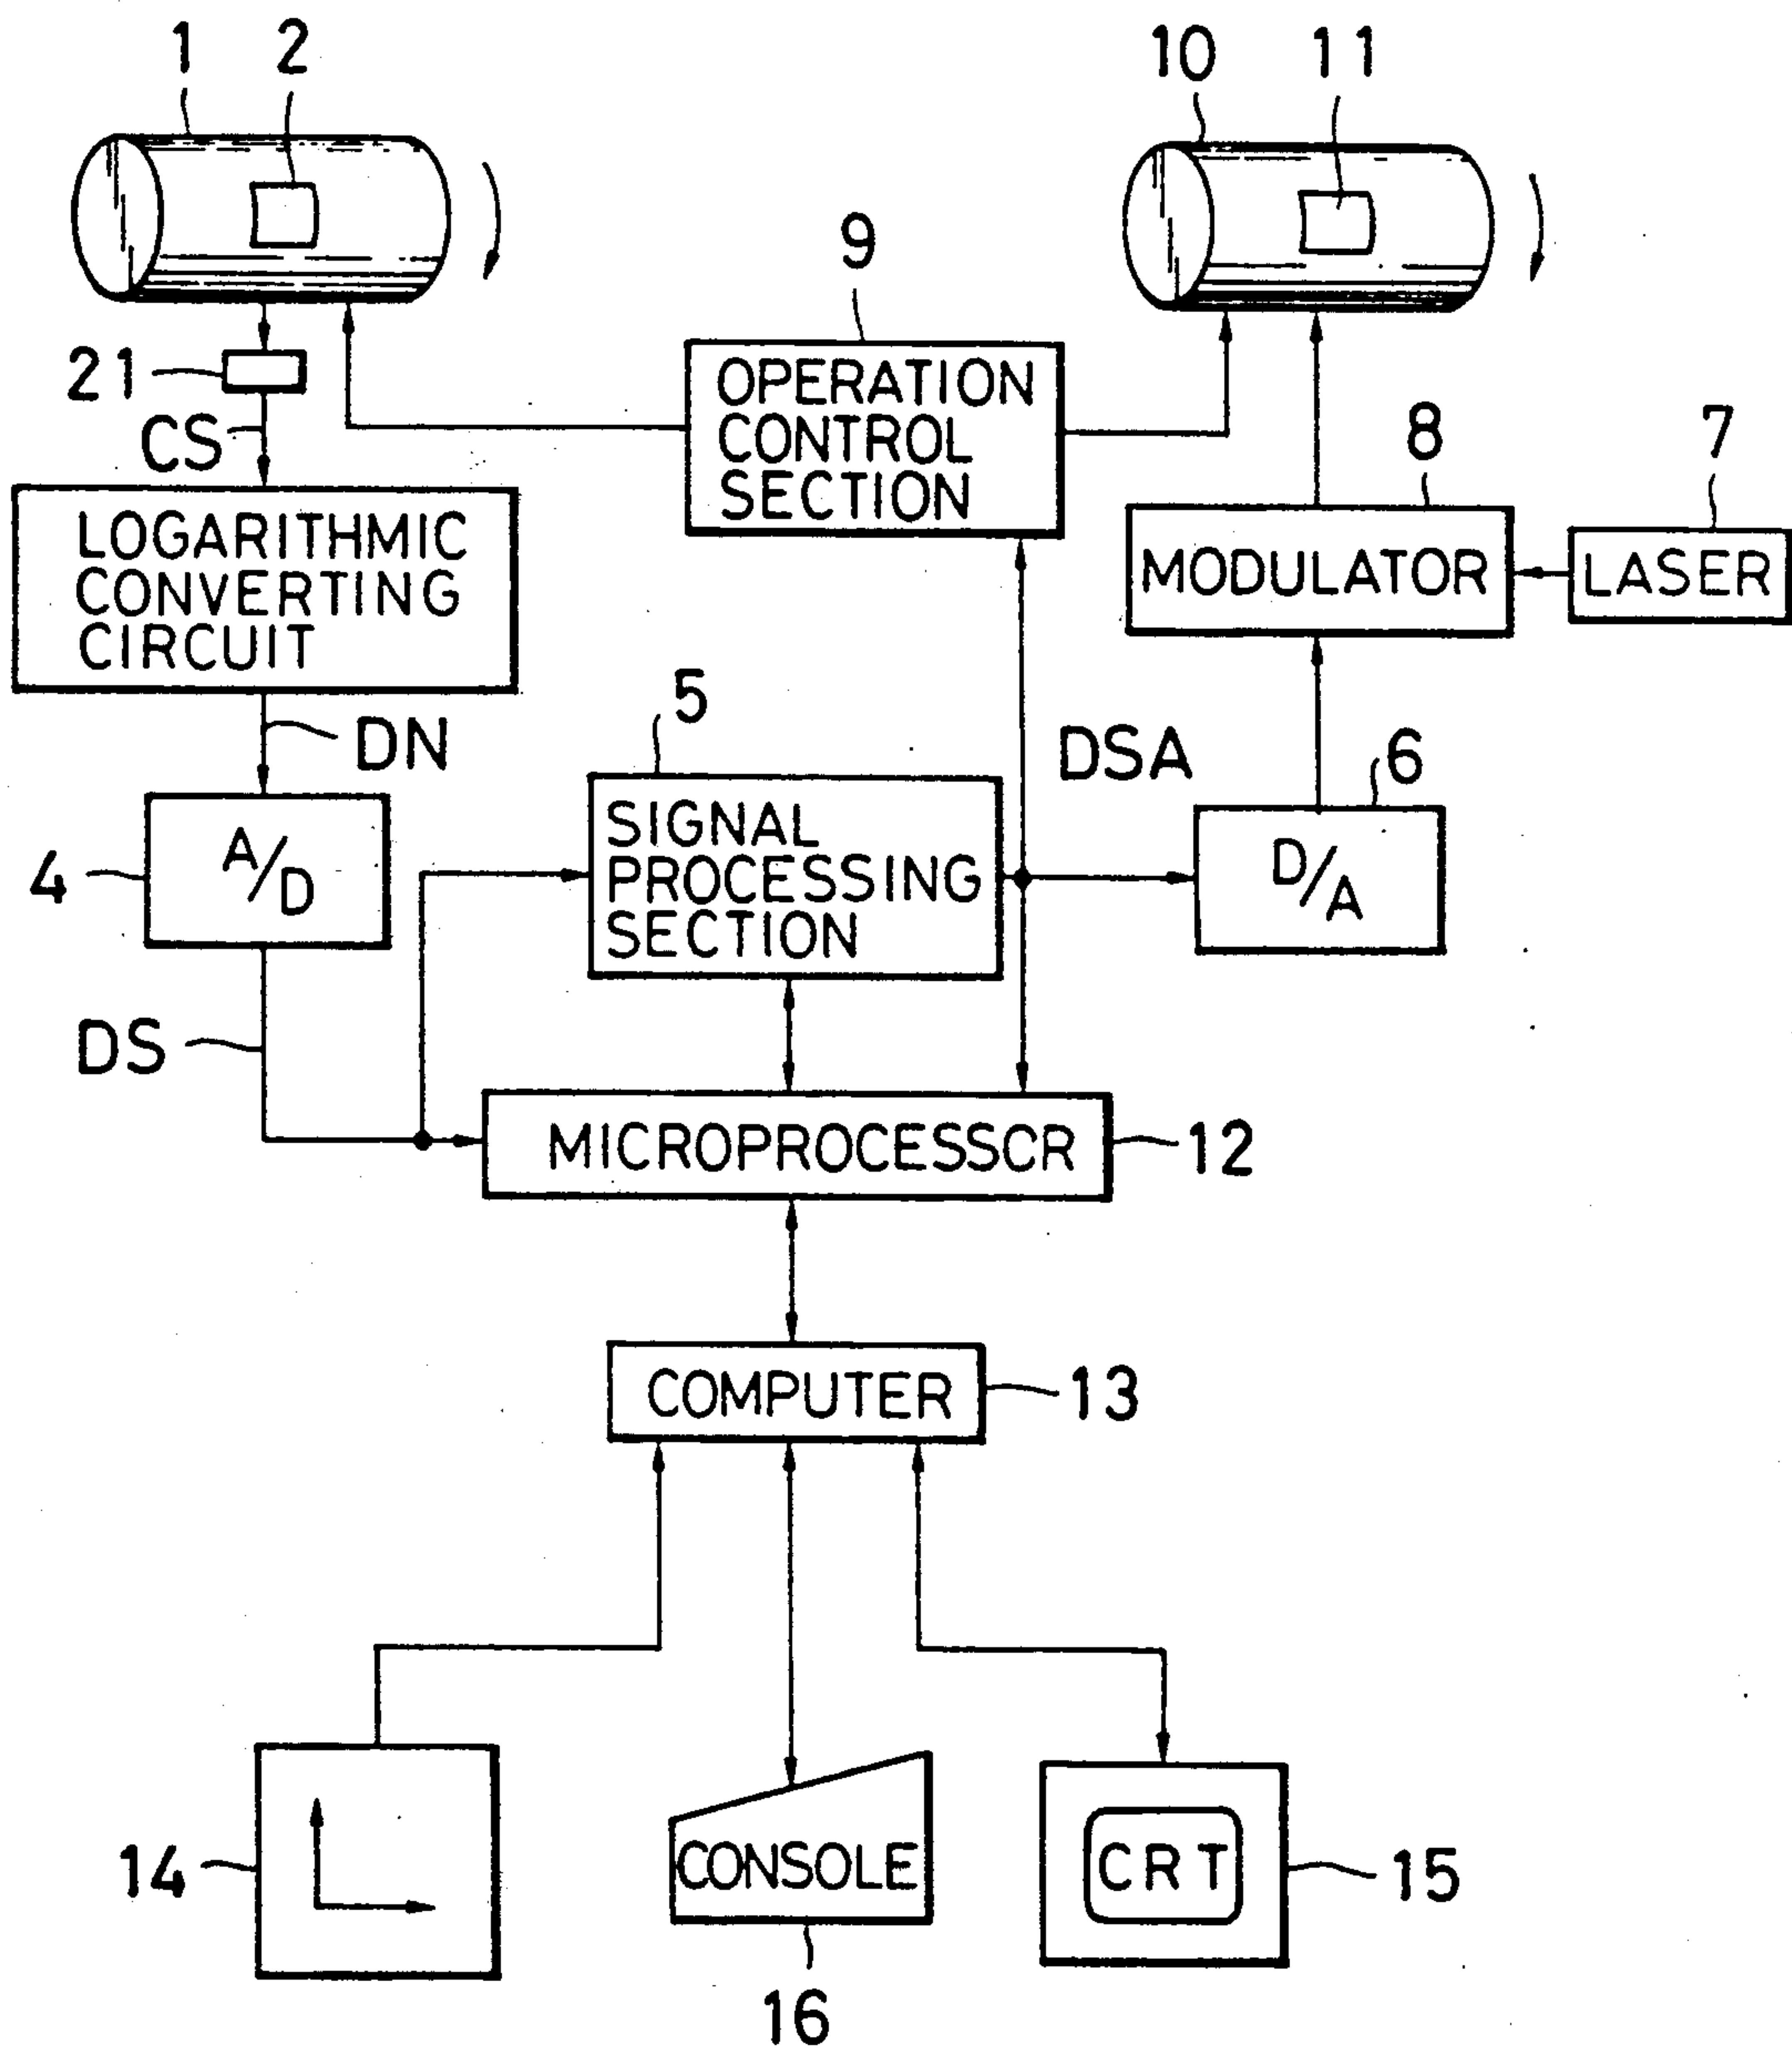 1
2
10
11
9
21
OPERATION
CONTROL
SECTION
CS
8
7
LOGARITHMIC
CONVERTING
CIRCUIT
MODULATOR
LASER
DN
5
DSA
6
4
A/D
SIGNAL
PROCESSING
SECTION
D/A
DS
MICROPROCESSCR
12
COMPUTER
13
14
CONSOLE
CRT
15
16